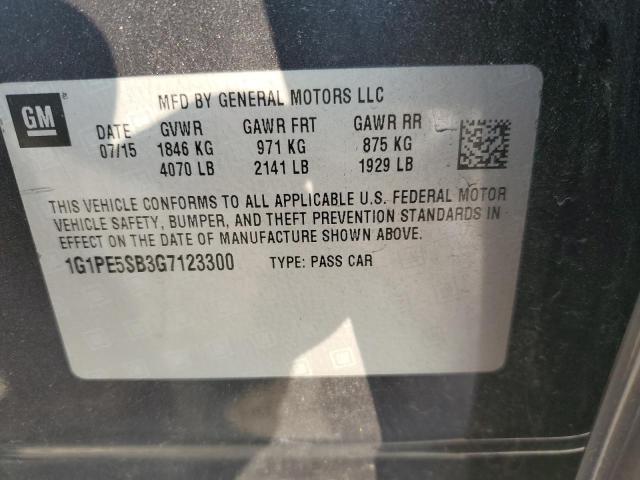 GM ®
MFD BY GENERAL MOTORS LLC
DATE GVWR GAWR FRT GAWR RR
07/15 1846 KG 971 KG 875 KG
4070 LB 2141 LB 1929 LB
THIS VEHICLE CONFORMS TO ALL APPLICABLE U.S. FEDERAL MOTOR
VEHICLE SAFETY, BUMPER, AND THEFT PREVENTION STANDARDS IN
EFFECT ON THE DATE OF MANUFACTURE SHOWN ABOVE.
1G1PE5SB3G7123300 TYPE: PASS CAR